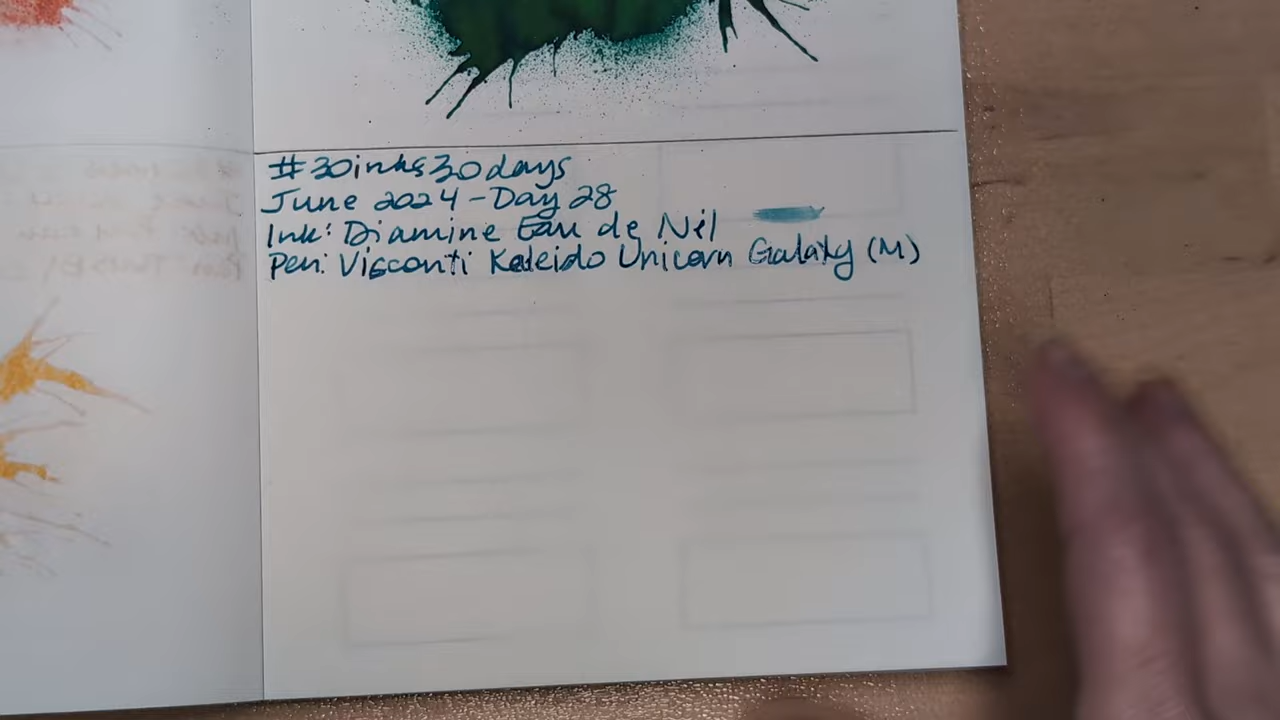 #30inks30days
June 2024 - Day 28
Ink: Diamine Eau de Nil
Pen: Visconti Kaleido Unicorn Galaxy (M)